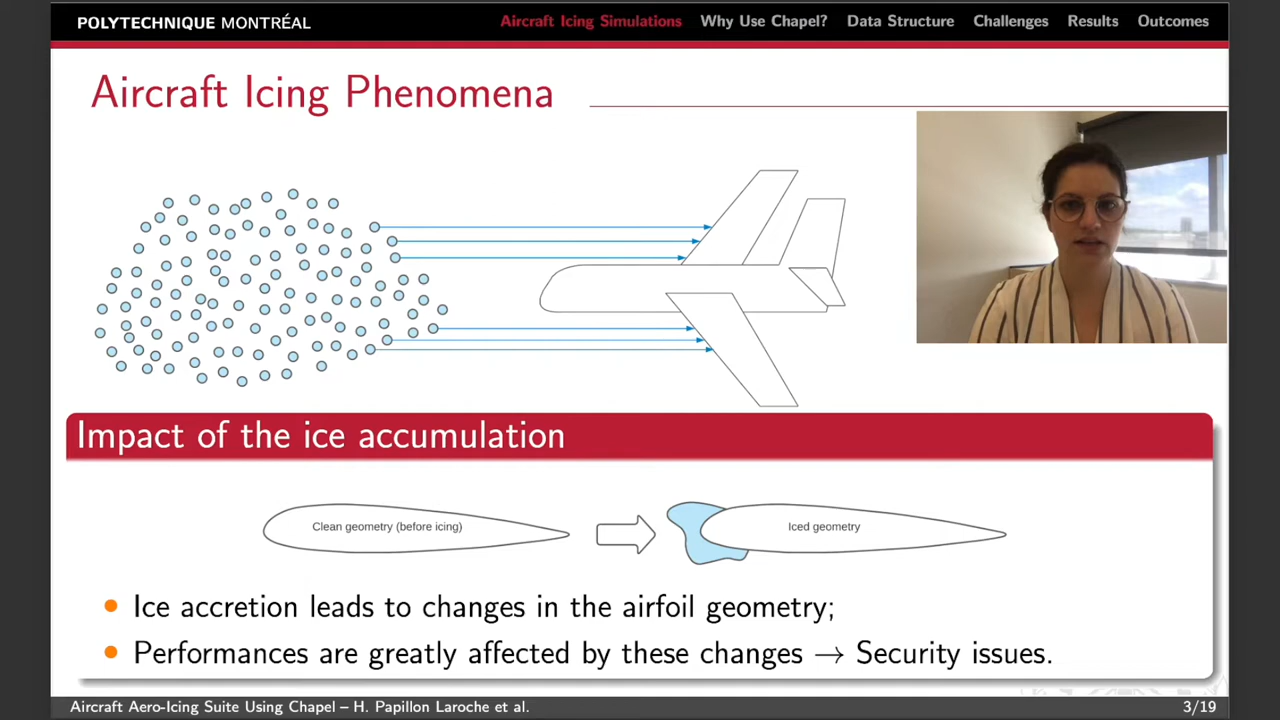 POLYTECHNIQUE MONTRÉAL
Aircraft Icing Simulations Why Use Chapel? Data Structure Challenges Results Outcomes
Aircraft Icing Phenomena
Impact of the ice accumulation
Clean geometry (before icing)
Iced geometry
Ice accretion leads to changes in the airfoil geometry;
Performances are greatly affected by these changes → Security issues.
Aircraft Aero-Icing Suite Using Chapel – H. Papillon Laroche et al.
3/19